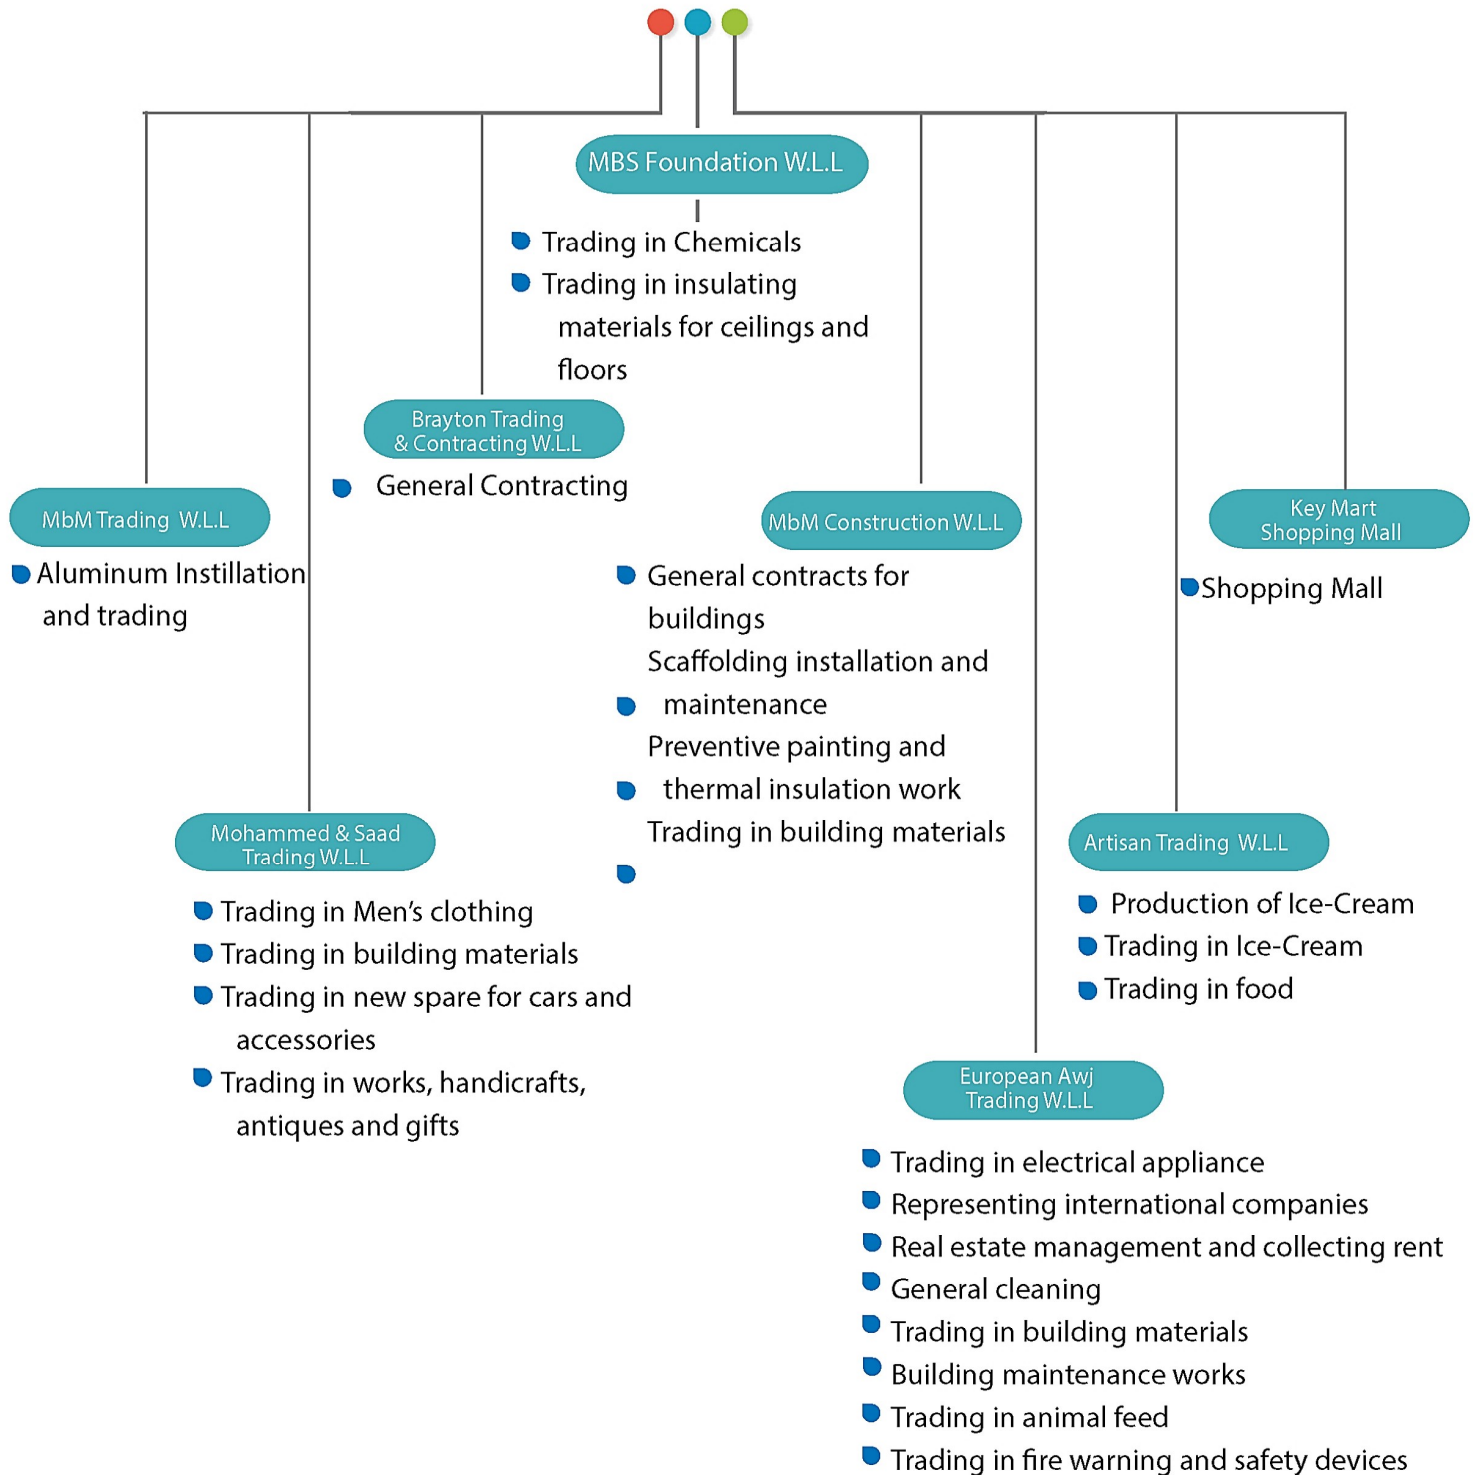 MBS Foundation W.L.L
Trading in Chemicals
Trading in insulating
materials for ceilings and
floors
Brayton Trading
& Contracting W.L.L
General Contracting
MbM Trading W.L.L
Aluminum Instillation
and trading
MbM Construction W.L.L
General contracts for
buildings
Scaffolding installation and
maintenance
Preventive painting and
thermal insulation work
Trading in building materials
Key Mart
Shopping Mall
Shopping Mall
Mohammed & Saad
Trading W.L.L
Trading in Men's clothing
Trading in building materials
Trading in new spare for cars and
accessories
Trading in works, handicrafts,
antiques and gifts
Artisan Trading W.L.L
Production of Ice-Cream
Trading in Ice-Cream
Trading in food
European Awj
Trading W.L.L
Trading in electrical appliance
Representing international companies
Real estate management and collecting rent
General cleaning
Trading in building materials
Building maintenance works
Trading in animal feed
Trading in fire warning and safety devices